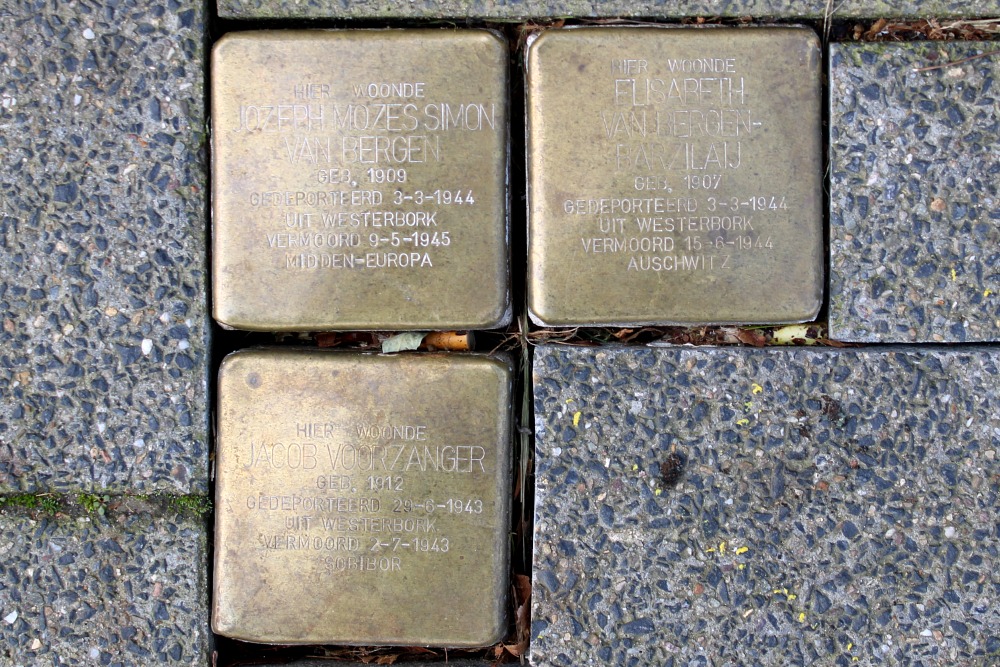 HIER WOONDE
JOZEPH MOZES SIMON
VAN BERGEN
GEB. 1909
GEDEPORTEERD 3-3-1944
UIT WESTERBORK
VERMOORD 9-5-1945
MIDDEN-EUROPA
HIER WOONDE
ELISABETH
VAN BERGEN-
BARZILAIJ
GEB. 1907
GEDEPORTEERD 3-3-1944
UIT WESTERBORK
VERMOORD 15-6-1944
AUSCHWITZ
HIER WOONDE
JACOB VOORZANGER
GEB. 1912
GEDEPORTEERD 29-6-1943
UIT WESTERBORK
VERMOORD 2-7-1943
SOBIBOR